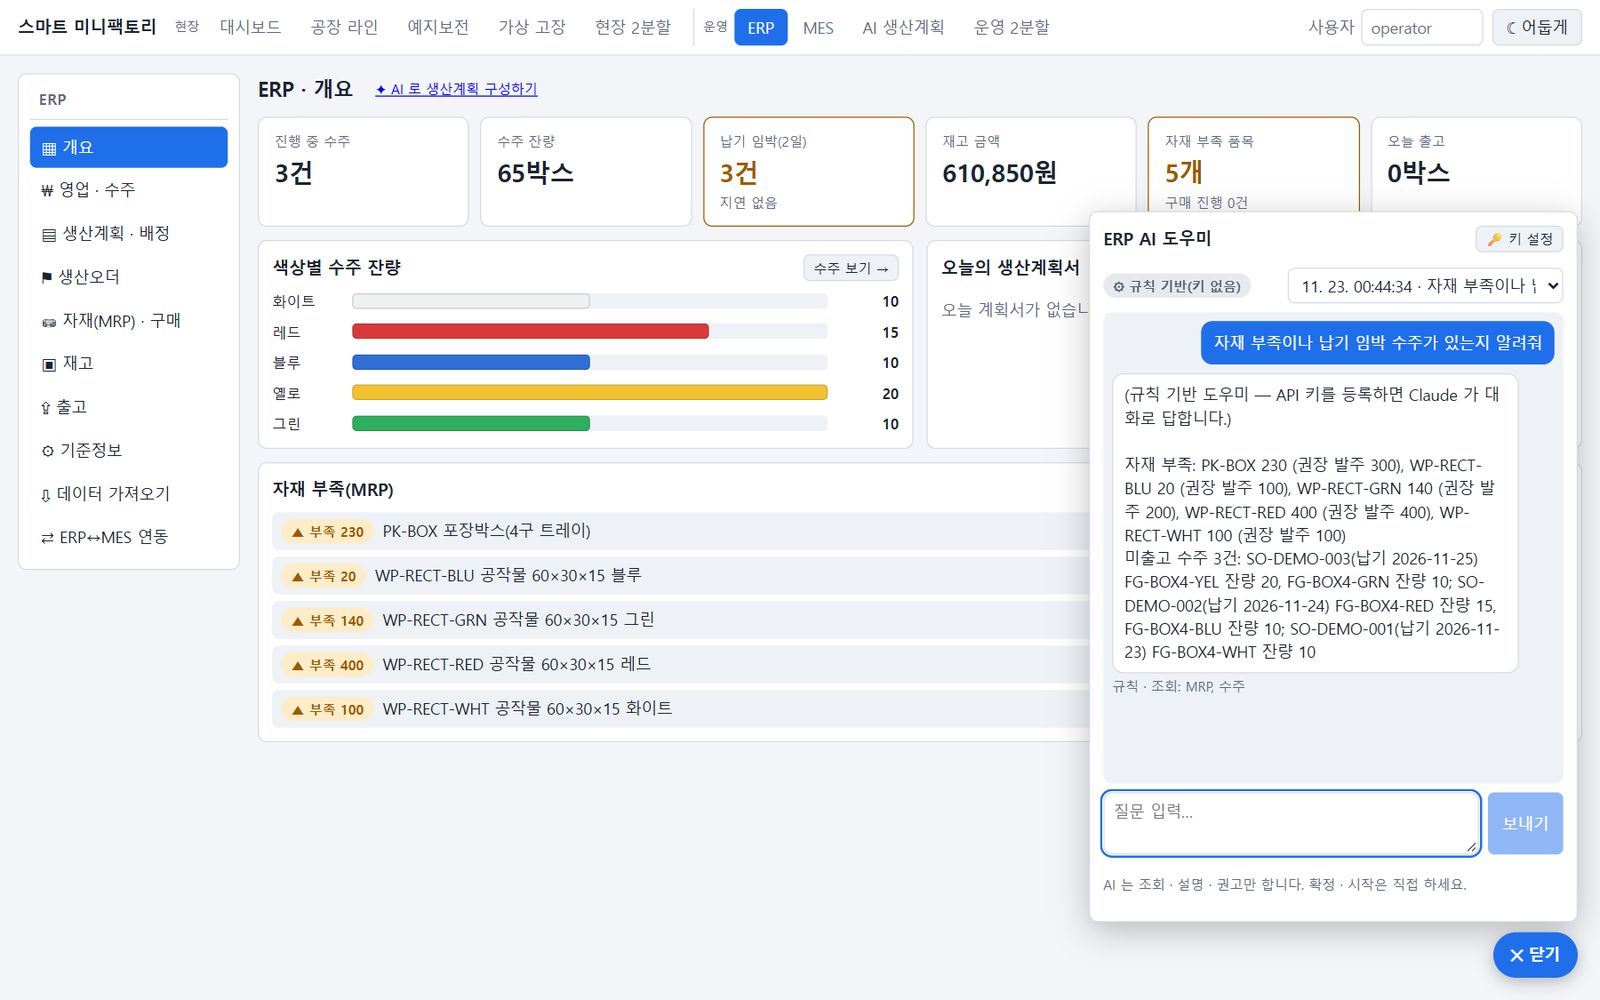 스마트 미니팩토리 현장 대시보드 공장 라인 예지보전 가상 고장 현장 2분할 운영 ERP MES AI 생산계획 운영 2분할 사용자 operator ☾ 어둡게
ERP
▦ 개요
₩ 영업 · 수주
▤ 생산계획 · 배정
⚑ 생산오더
자재(MRP) · 구매
▣ 재고
⇪ 출고
⚙ 기준정보
⇩ 데이터 가져오기
⇄ ERP↔MES 연동
ERP · 개요 ✦ AI 로 생산계획 구성하기
진행 중 수주
3건
수주 잔량
65박스
납기 임박(2일)
3건
지연 없음
재고 금액
610,850원
자재 부족 품목
5개
구매 진행 0건
오늘 출고
0박스
색상별 수주 잔량 수주 보기 →
화이트 10
레드 15
블루 10
옐로 20
그린 10
오늘의 생산계획서
오늘 계획서가 없습
자재 부족(MRP)
▲ 부족 230 PK-BOX 포장박스(4구 트레이)
▲ 부족 20 WP-RECT-BLU 공작물 60×30×15 블루
▲ 부족 140 WP-RECT-GRN 공작물 60×30×15 그린
▲ 부족 400 WP-RECT-RED 공작물 60×30×15 레드
▲ 부족 100 WP-RECT-WHT 공작물 60×30×15 화이트
ERP AI 도우미 🔑 키 설정
⚙ 규칙 기반(키 없음) 11. 23. 00:44:34 · 자재 부족이나
자재 부족이나 납기 임박 수주가 있는지 알려줘
(규칙 기반 도우미 — API 키를 등록하면 Claude 가 대
화로 답합니다.)
자재 부족: PK-BOX 230 (권장 발주 300), WP-RECT-
BLU 20 (권장 발주 100), WP-RECT-GRN 140 (권장 발
주 200), WP-RECT-RED 400 (권장 발주 400), WP-
RECT-WHT 100 (권장 발주 100)
미출고 수주 3건: SO-DEMO-003(납기 2026-11-25)
FG-BOX4-YEL 잔량 20, FG-BOX4-GRN 잔량 10; SO-
DEMO-002(납기 2026-11-24) FG-BOX4-RED 잔량 15,
FG-BOX4-BLU 잔량 10; SO-DEMO-001(납기 2026-11-
23) FG-BOX4-WHT 잔량 10
규칙 · 조회: MRP, 수주
질문 입력...
보내기
AI 는 조회 · 설명 · 권고만 합니다. 확정 · 시작은 직접 하세요.
✕ 닫기